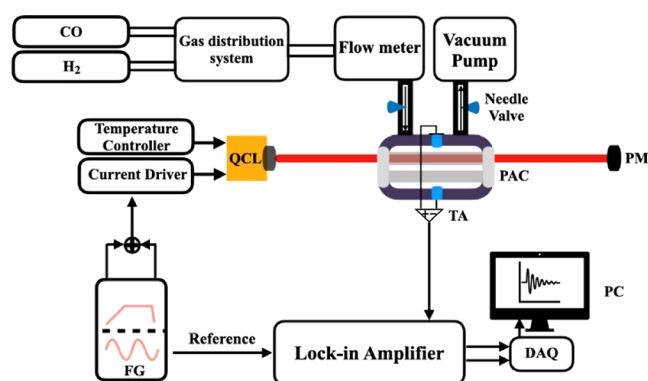 CO
H₂
Gas distribution
system
Flow meter
Vacuum
Pump
Needle
Valve
Temperature
Controller
Current Driver
QCL
PM
PAC
TA
FG
Reference
Lock-in Amplifier
DAQ
PC